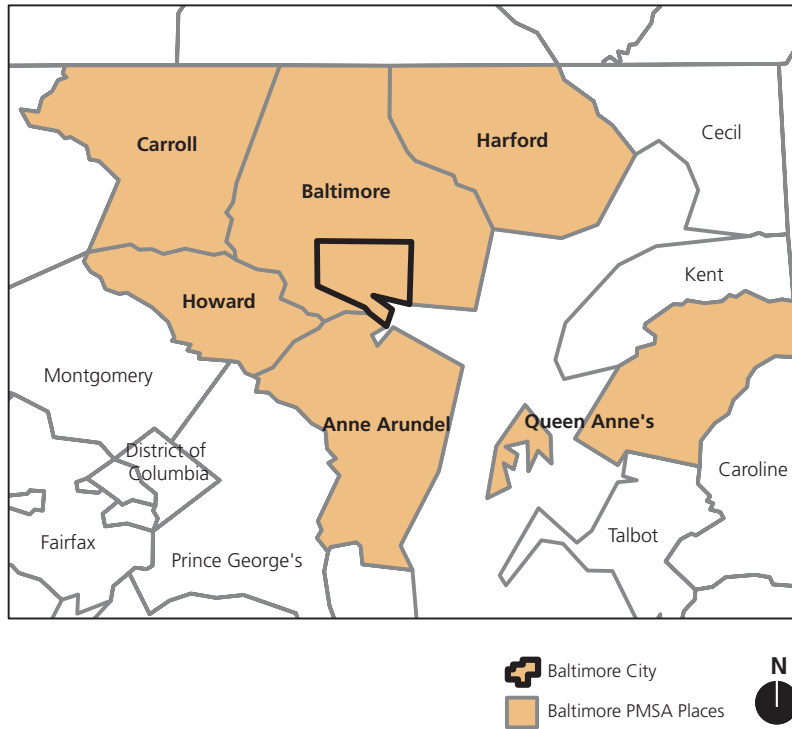 Cecil
Carroll
Harford
Baltimore
Kent
Howard
Montgomery
Anne Arundel
Queen Anne's
District of
Columbia
Caroline
Fairfax
Talbot
Prince George's
Baltimore City
N
Baltimore PMSA Places